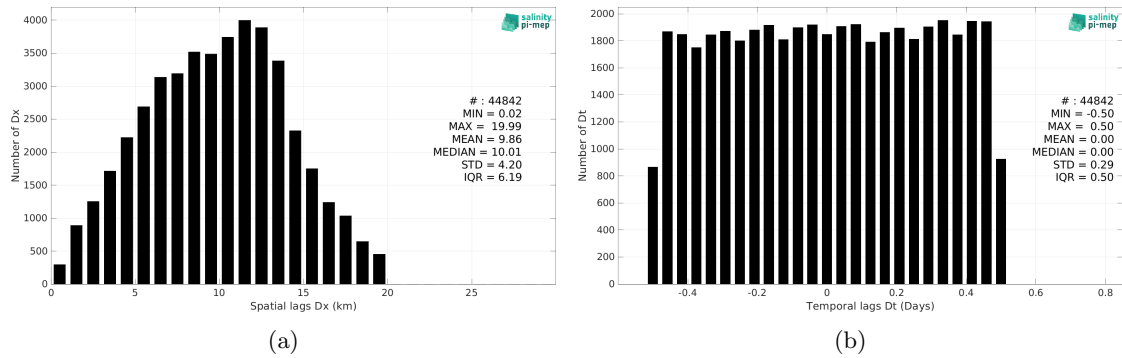 4000
3500
3000
2500
2000
1500
1000
500
0
Number of Dx
0
5
10
15
20
25
Spatial lags Dx (km)
salinity
pi-mep
# : 44842
MIN = 0.02
MAX = 19.99
MEAN = 9.86
MEDIAN = 10.01
STD = 4.20
IQR = 6.19
(a)
2000
1800
1600
1400
1200
1000
800
600
400
200
0
Number of Dt
-0.4
-0.2
0
0.2
0.4
0.6
0.8
Temporal lags Dt (Days)
salinity
pi-mep
# : 44842
MIN = -0.50
MAX = 0.50
MEAN = 0.00
MEDIAN = 0.00
STD = 0.29
IQR = 0.50
(b)